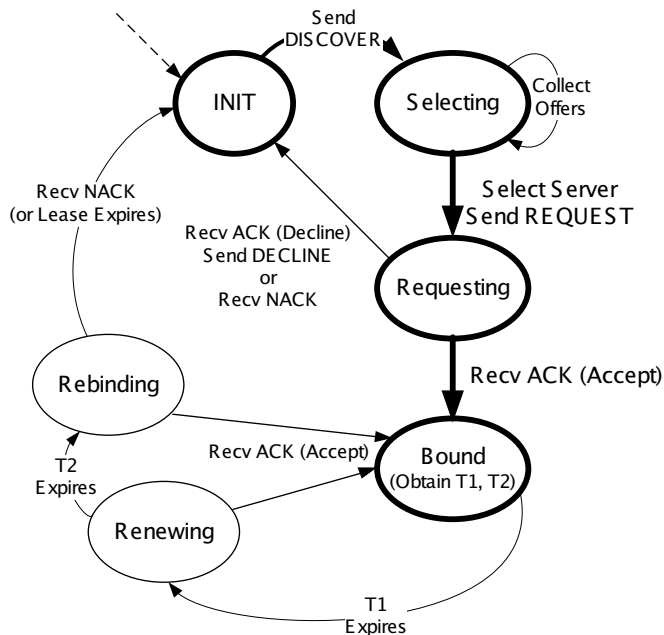 Send
DISCOVER
INIT
Selecting
Collect
Offers
Recv NACK
(or Lease Expires)
Select Server
Send REQUEST
Recv ACK (Decline)
Send DECLINE
or
Recv NACK
Requesting
Rebinding
Recv ACK (Accept)
Recv ACK (Accept)
Bound
(Obtain T1, T2)
T2
Expires
Renewing
T1
Expires